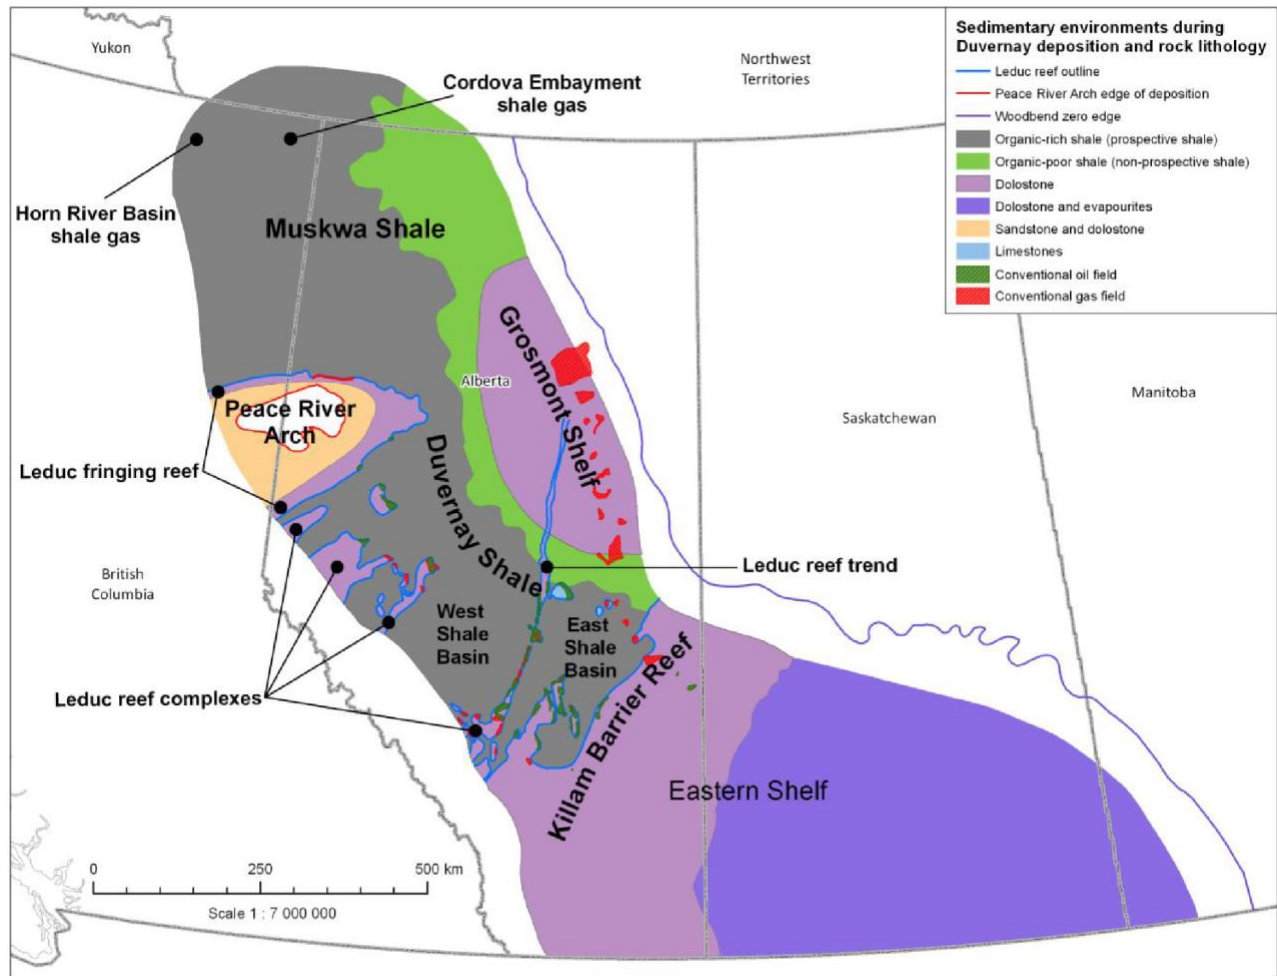 Yukon
Northwest
Territories
Cordova Embayment
shale gas
Horn River Basin
shale gas
Muskwa Shale
Grosmont Shelf
Alberta
Saskatchewan
Manitoba
Peace River
Arch
Leduc fringing reef
Duvernay Shale
British
Columbia
Leduc reef trend
West
Shale
Basin
East
Shale
Basin
Leduc reef complexes
Killam Barrier Reef
Eastern Shelf
0 250 500 km
Scale 1 : 7 000 000
Sedimentary environments during
Duvernay deposition and rock lithology
Leduc reef outline
Peace River Arch edge of deposition
Woodbend zero edge
Organic-rich shale (prospective shale)
Organic-poor shale (non-prospective shale)
Dolostone
Dolostone and evapourites
Sandstone and dolostone
Limestones
Conventional oil field
Conventional gas field